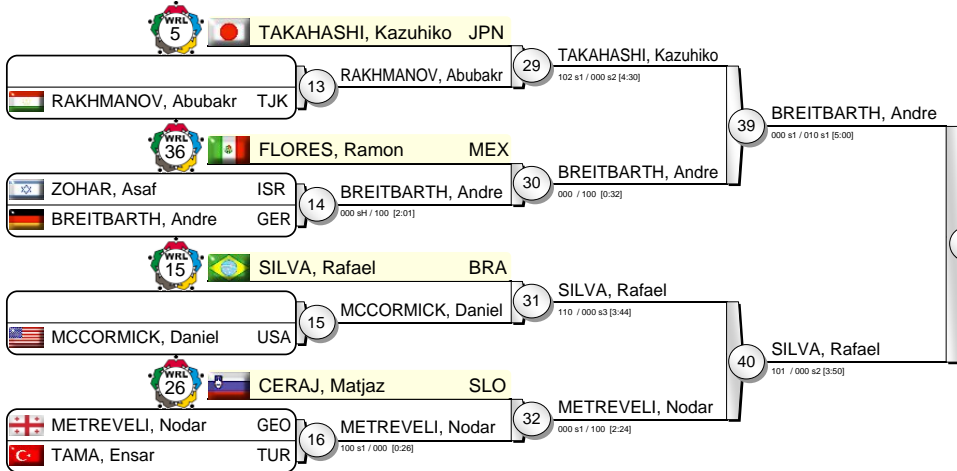 WRL
5
TAKAHASHI, Kazuhiko JPN
29
TAKAHASHI, Kazuhiko
102 s1 / 000 s2 [4:30]
13
RAKHMANOV, Abubakr
RAKHMANOV, Abubakr TJK
39
BREITBARTH, Andre
000 s1 / 010 s1 [5:00]
WRL
36
FLORES, Ramon MEX
30
BREITBARTH, Andre
000 / 100 [0:32]
ZOHAR, Asaf ISR
14
BREITBARTH, Andre
000 sH / 100 [2:01]
BREITBARTH, Andre GER
WRL
15
SILVA, Rafael BRA
31
SILVA, Rafael
110 / 000 s3 [3:44]
15
MCCORMICK, Daniel
MCCORMICK, Daniel USA
40
SILVA, Rafael
101 / 000 s2 [3:50]
WRL
26
CERAJ, Matjaz SLO
32
METREVELI, Nodar
000 s1 / 100 [2:24]
METREVELI, Nodar GEO
16
METREVELI, Nodar
100 s1 / 000 [0:26]
TAMA, Ensar TUR